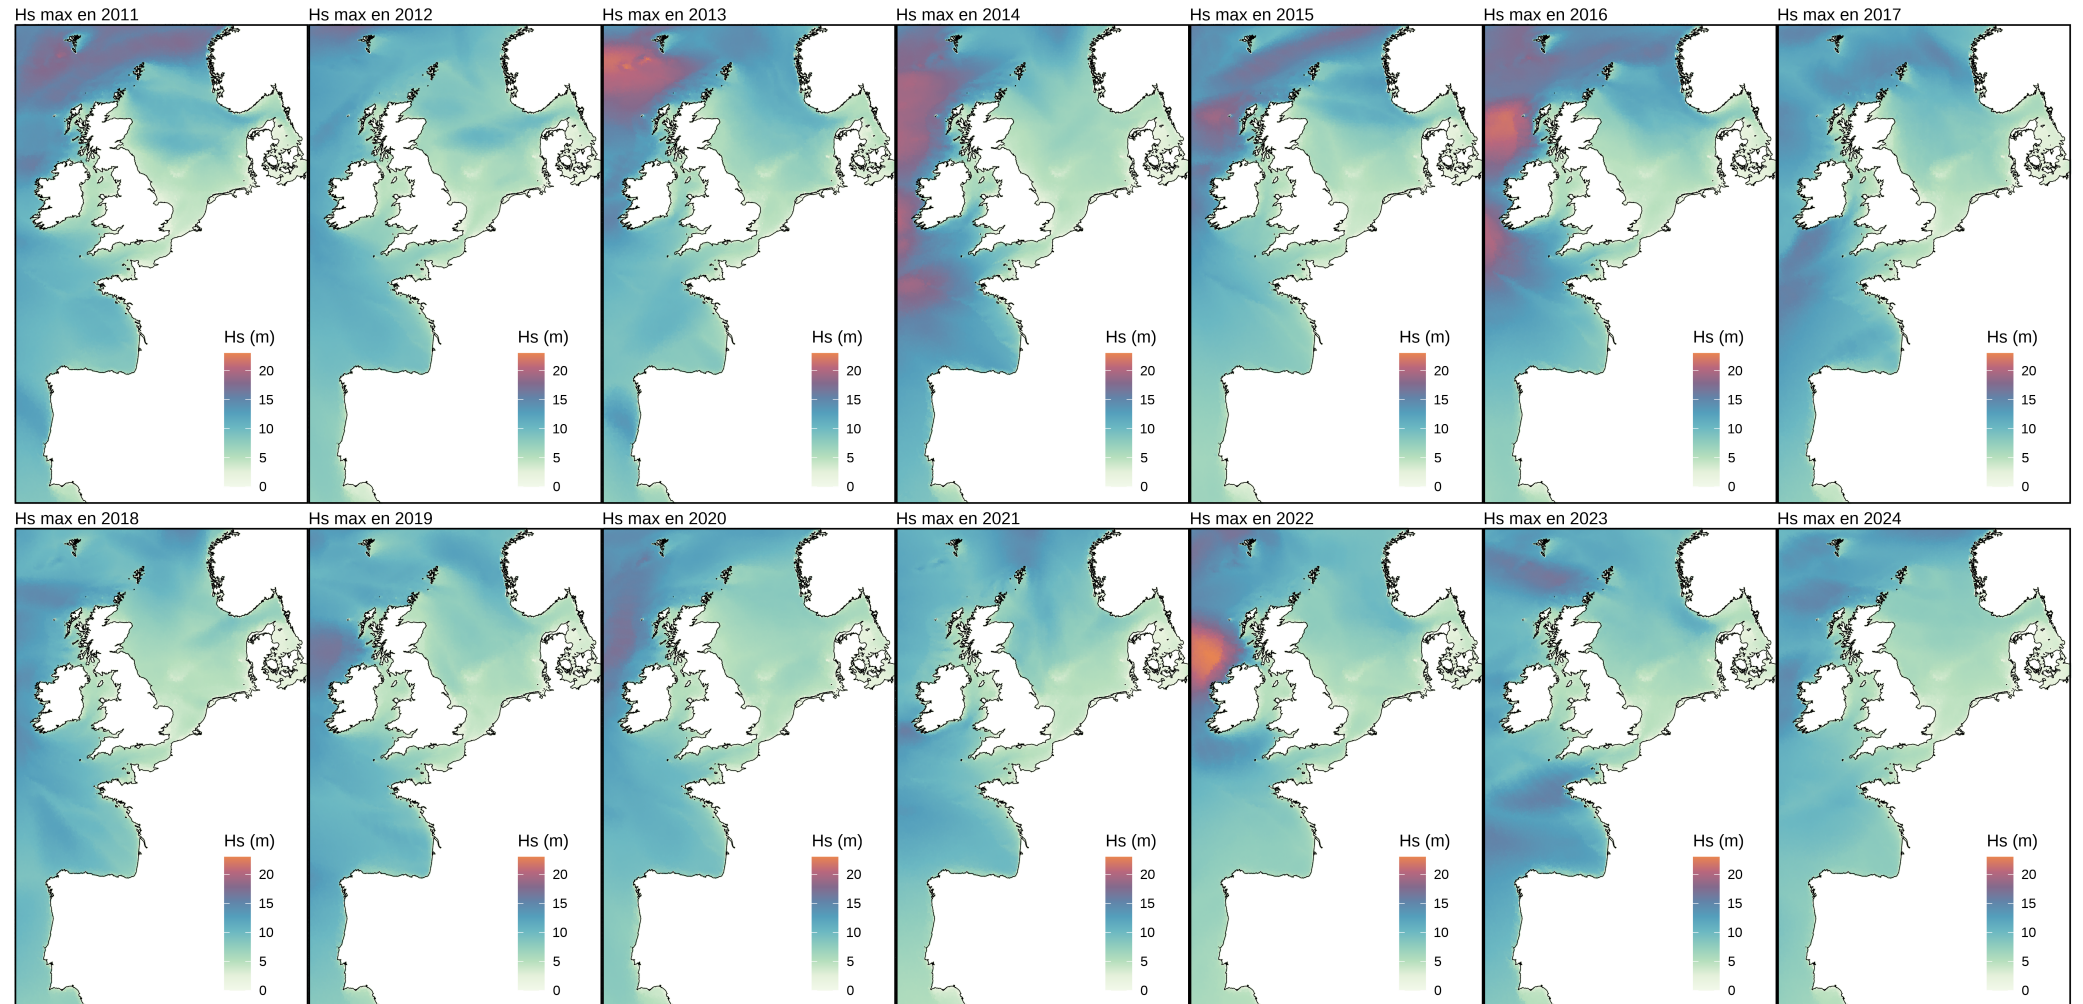 Hs max en 2011
Hs max en 2012
Hs max en 2013
Hs max en 2014
Hs max en 2015
Hs max en 2016
Hs max en 2017
Hs (m)
20
15
10
5
0
Hs (m)
20
15
10
5
0
Hs (m)
20
15
10
5
0
Hs (m)
20
15
10
5
0
Hs (m)
20
15
10
5
0
Hs (m)
20
15
10
5
0
Hs (m)
20
15
10
5
0
Hs max en 2018
Hs max en 2019
Hs max en 2020
Hs max en 2021
Hs max en 2022
Hs max en 2023
Hs max en 2024
Hs (m)
20
15
10
5
0
Hs (m)
20
15
10
5
0
Hs (m)
20
15
10
5
0
Hs (m)
20
15
10
5
0
Hs (m)
20
15
10
5
0
Hs (m)
20
15
10
5
0
Hs (m)
20
15
10
5
0